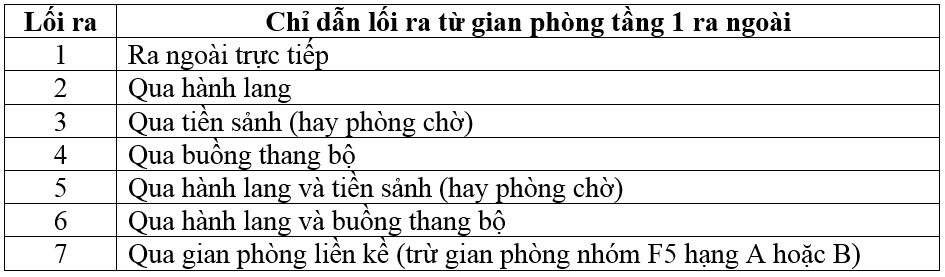 Lối ra Chỉ dẫn lối ra từ gian phòng tầng 1 ra ngoài
1 Ra ngoài trực tiếp
2 Qua hành lang
3 Qua tiền sảnh (hay phòng chờ)
4 Qua buồng thang bộ
5 Qua hành lang và tiền sảnh (hay phòng chờ)
6 Qua hành lang và buồng thang bộ
7 Qua gian phòng liền kề (trừ gian phòng nhóm F5 hạng A hoặc B)